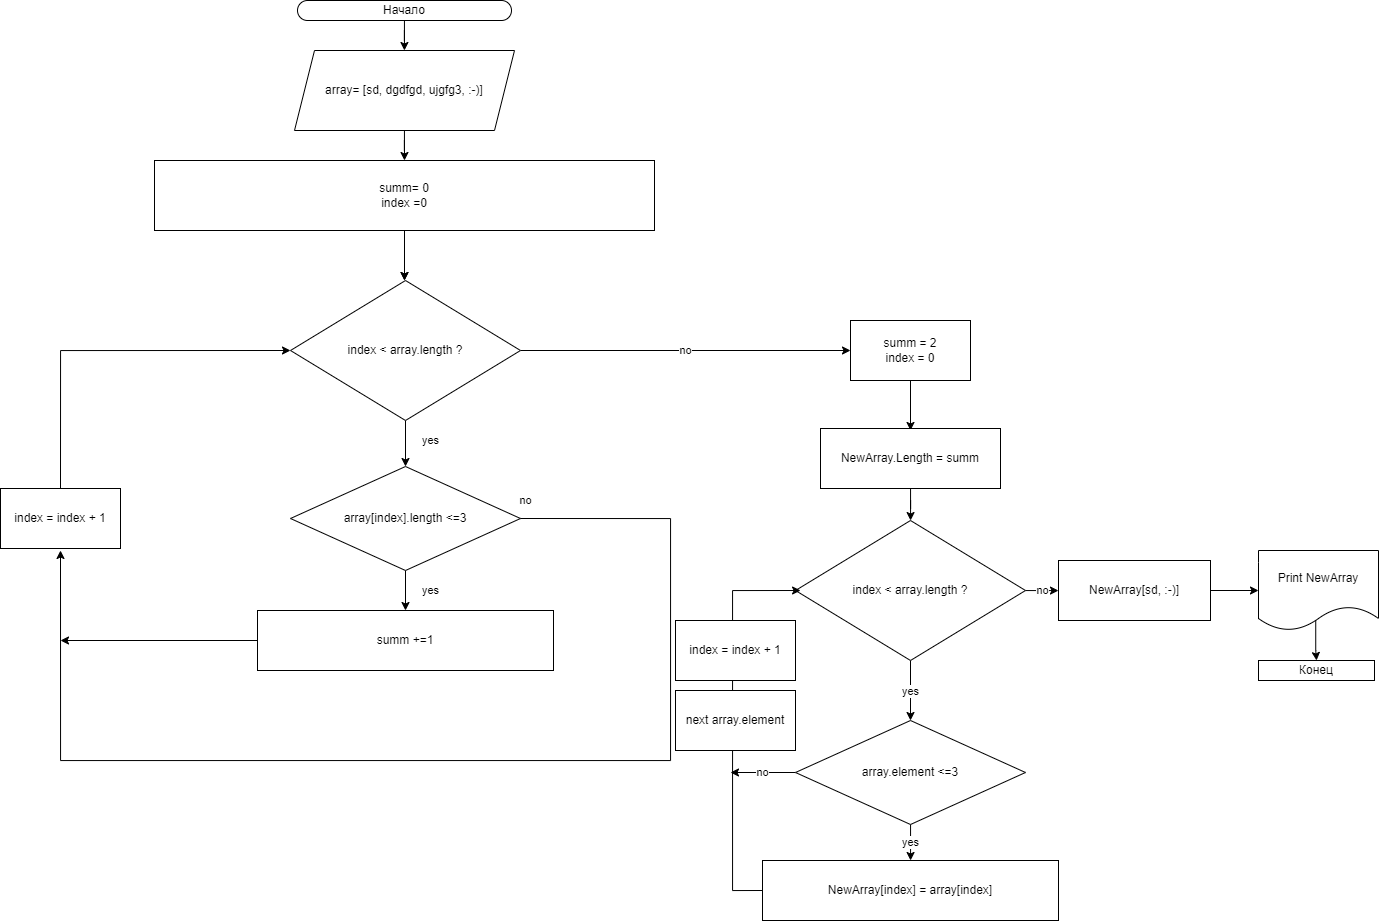 Начало
array= [sd, dgdfgd, ujgfg3, :-)]
summ= 0
index =0
index < array.length ?
no
summ = 2
index = 0
yes
NewArray.Length = summ
array[index].length <=3
no
index = index + 1
yes
summ +=1
index < array.length ?
no
NewArray[sd, :-)]
Print NewArray
Конец
index = index + 1
yes
next array.element
array.element <=3
no
yes
NewArray[index] = array[index]